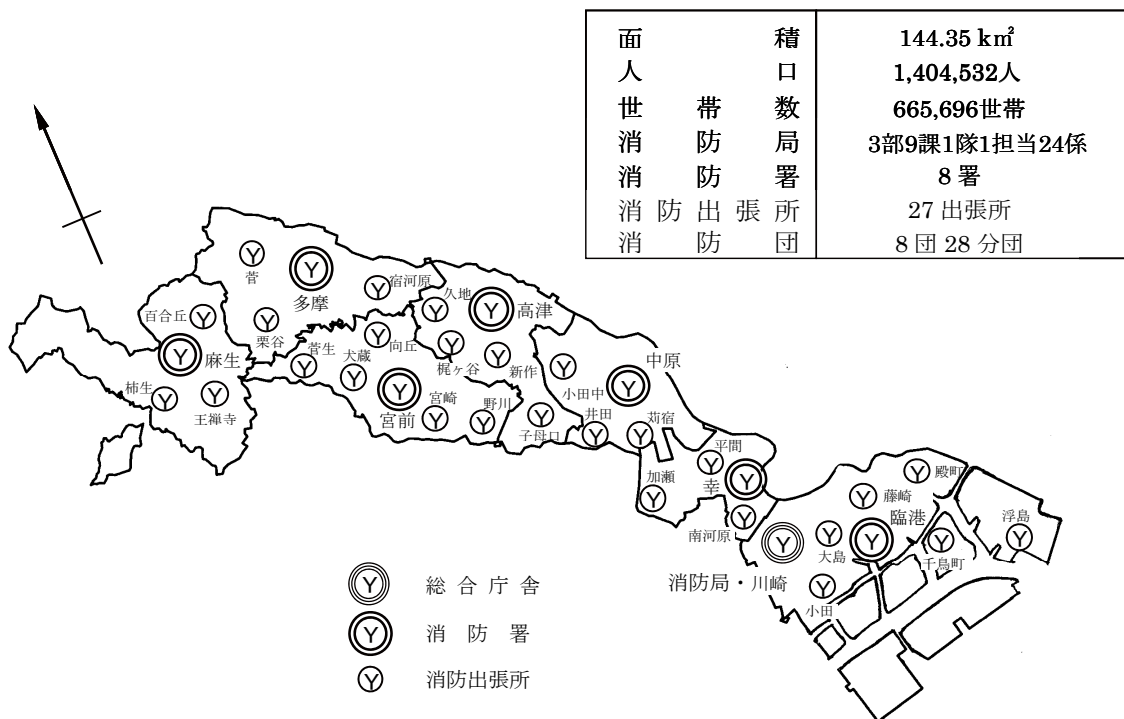 面積 144.35 k㎡
人口 1,404,532人
世帯数 665,696世帯
消防局 3部9課1隊1担当24係
消防署 8 署
消防出張所 27 出張所
消防団 8 団 28 分団
菅
多摩
宿河原
久地
高津
百合丘
栗谷
菅生
犬蔵
向丘
梶ヶ谷
新作
中原
麻生
小田中
柿生
王禅寺
宮前
宮崎
野川
子母口
井田
苅宿
平間
加瀬
幸
南河原
殿町
藤崎
臨港
浮島
大島
千鳥町
消防局・川崎
小田
Y 総合庁舎
Y 消防署
Y 消防出張所